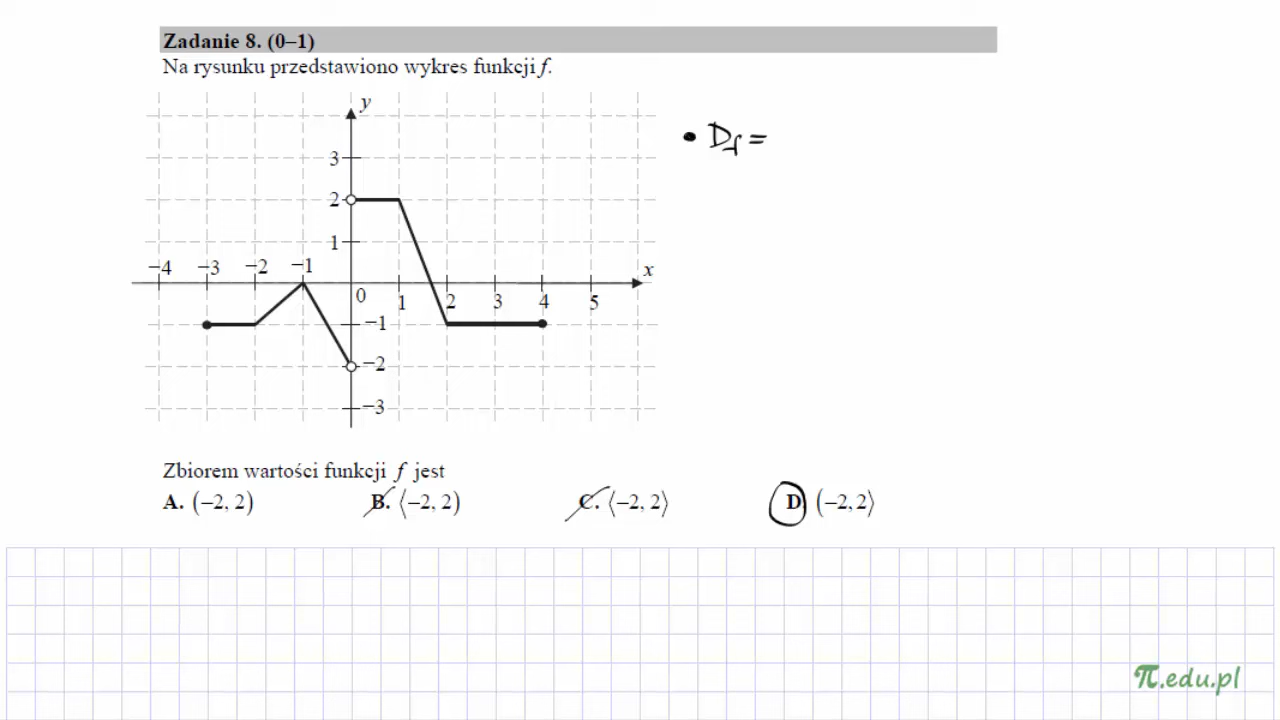 Zadanie 8. (0–1)
Na rysunku przedstawiono wykres funkcji f.
y
• Df =
3
2
1
−4 −3 −2 −1 x
0 1 2 3 4 5
−1
−2
−3
Zbiorem wartości funkcji f jest
A. (−2, 2) B. ⟨−2, 2) C. ⟨−2, 2⟩ D. (−2, 2⟩
π.edu.pl